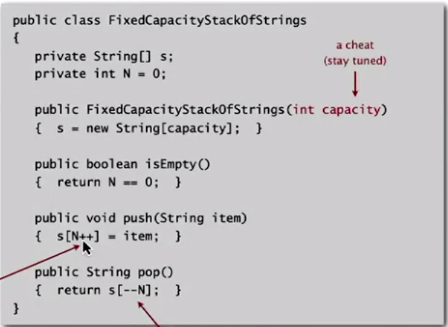 public class FixedCapacityStackOfStrings
{
private String[] s;
private int N = 0;
a cheat
(stay tuned)
public FixedCapacityStackOfStrings(int capacity)
{  s = new String[capacity];  }
public boolean isEmpty()
{  return N == 0;  }
public void push(String item)
{  s[N++] = item;  }
public String pop()
{  return s[--N];  }
}